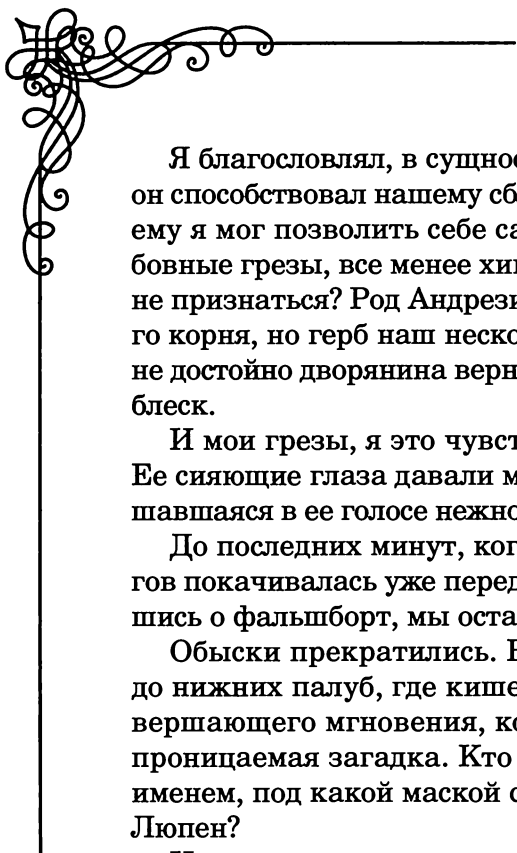 Я благословлял, в сущнос
он способствовал нашему сб
ему я мог позволить себе са
бовные грезы, все менее хи
не признаться? Род Андрези
го корня, но герб наш неско
не достойно дворянина верн
блеск.
И мои грезы, я это чувст
Ее сияющие глаза давали м
шавшаяся в ее голосе нежно
До последних минут, ког
гов покачивалась уже перед
шись о фальшборт, мы оста
Обыски прекратились. В
до нижних палуб, где кише
вершающего мгновения, ко
проницаемая загадка. Кто
именем, под какой маской с
Люпен?